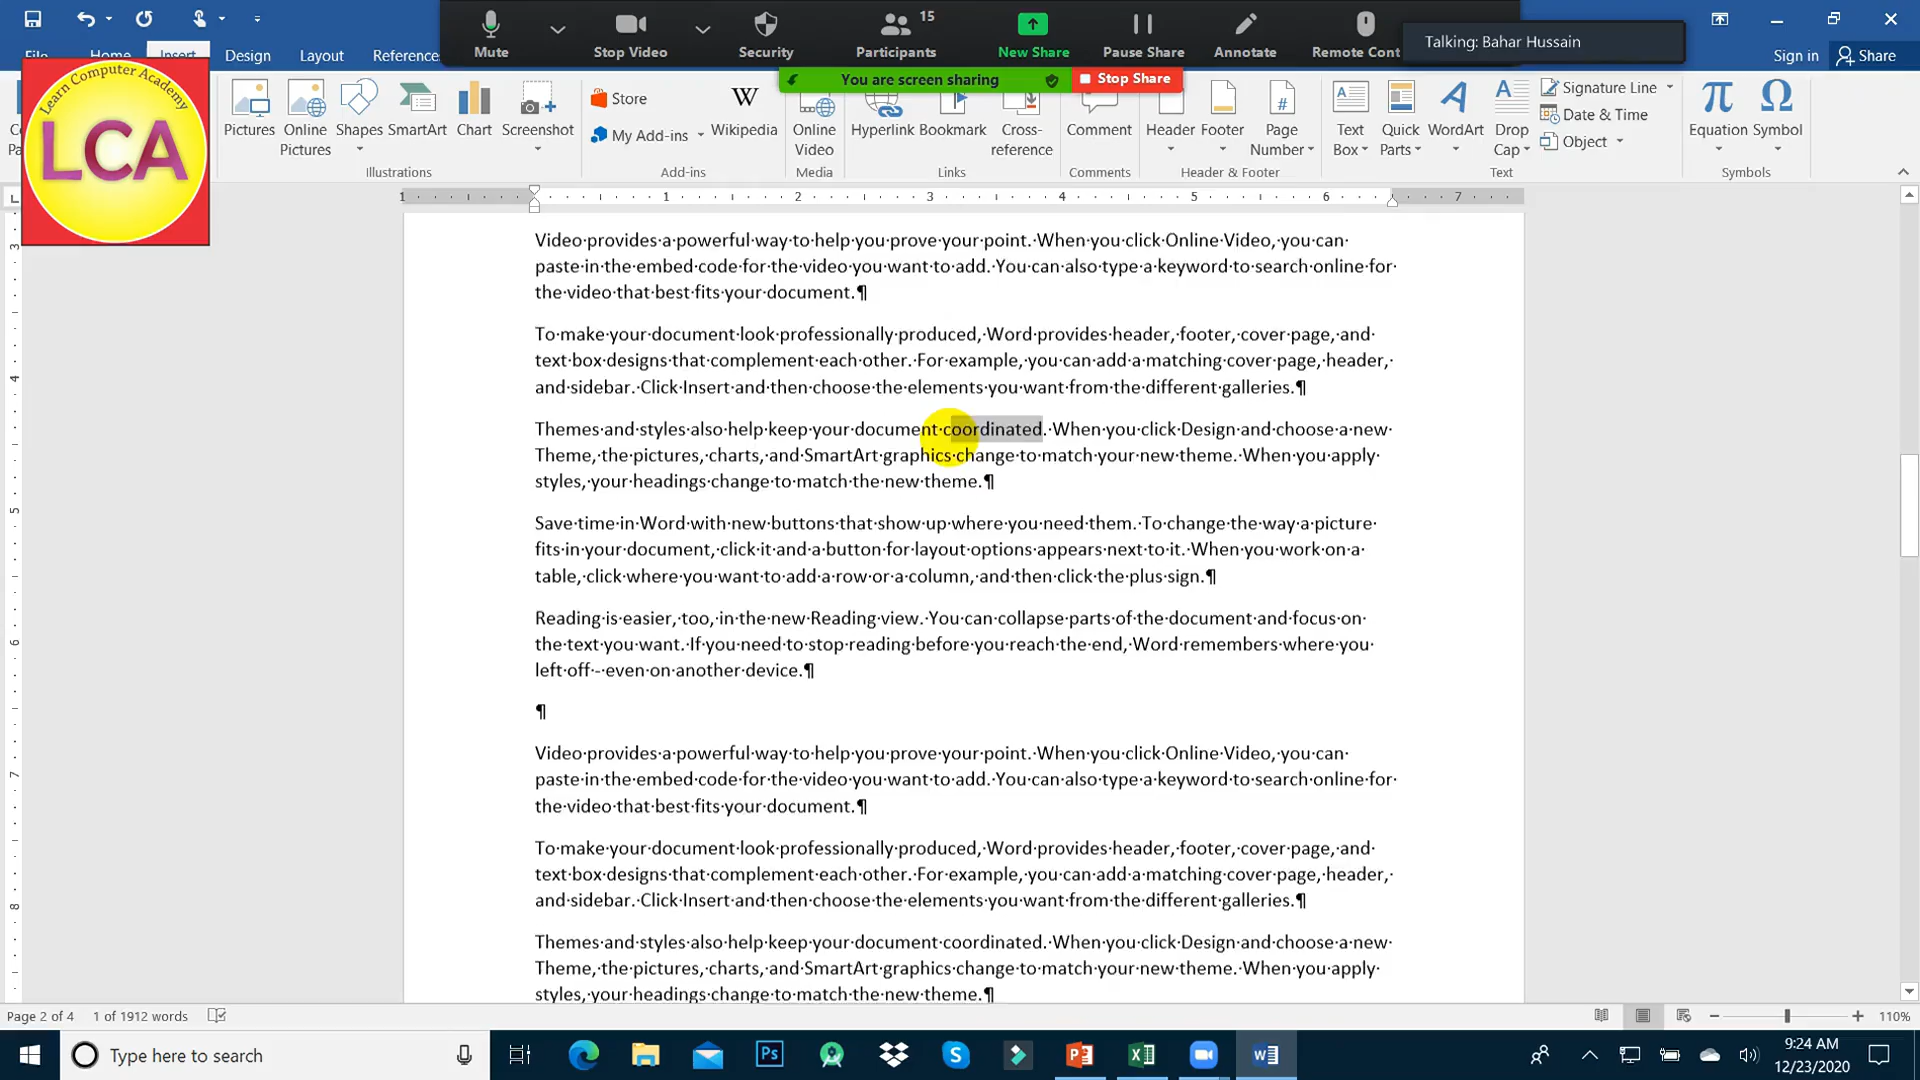 Mute
Stop Video
Security
15
Participants
New Share
Pause Share
Annotate
Remote Cont
Talking: Bahar Hussain
You are screen sharing
Stop Share
File
Home
Insert
Design
Layout
Reference
Sign in
Share
Learn Computer Academy
LCA
Pictures
Online
Pictures
Shapes
SmartArt
Chart
Screenshot
Illustrations
Store
My Add-ins
Wikipedia
Add-ins
Online
Video
Media
Hyperlink
Bookmark
Cross-
reference
Links
Comment
Comments
Header
Footer
Page
Number
Header & Footer
Text
Box
Quick
Parts
WordArt
Drop
Cap
Signature Line
Date & Time
Object
Text
Equation
Symbol
Symbols
1 1 2 3 4 5 6 7
3
4
5
6
7
8
Video provides a powerful way to help you prove your point. When you click Online Video, you can
paste in the embed code for the video you want to add. You can also type a keyword to search online for
the video that best fits your document.¶
To make your document look professionally produced, Word provides header, footer, cover page, and
text box designs that complement each other. For example, you can add a matching cover page, header,
and sidebar. Click Insert and then choose the elements you want from the different galleries.¶
Themes and styles also help keep your document coordinated. When you click Design and choose a new
Theme, the pictures, charts, and SmartArt graphics change to match your new theme. When you apply
styles, your headings change to match the new theme.¶
Save time in Word with new buttons that show up where you need them. To change the way a picture
fits in your document, click it and a button for layout options appears next to it. When you work on a
table, click where you want to add a row or a column, and then click the plus sign.¶
Reading is easier, too, in the new Reading view. You can collapse parts of the document and focus on
the text you want. If you need to stop reading before you reach the end, Word remembers where you
left off - even on another device.¶
¶
Video provides a powerful way to help you prove your point. When you click Online Video, you can
paste in the embed code for the video you want to add. You can also type a keyword to search online for
the video that best fits your document.¶
To make your document look professionally produced, Word provides header, footer, cover page, and
text box designs that complement each other. For example, you can add a matching cover page, header,
and sidebar. Click Insert and then choose the elements you want from the different galleries.¶
Themes and styles also help keep your document coordinated. When you click Design and choose a new
Theme, the pictures, charts, and SmartArt graphics change to match your new theme. When you apply
styles, your headings change to match the new theme.¶
Page 2 of 4
1 of 1912 words
110%
Type here to search
9:24 AM
12/23/2020